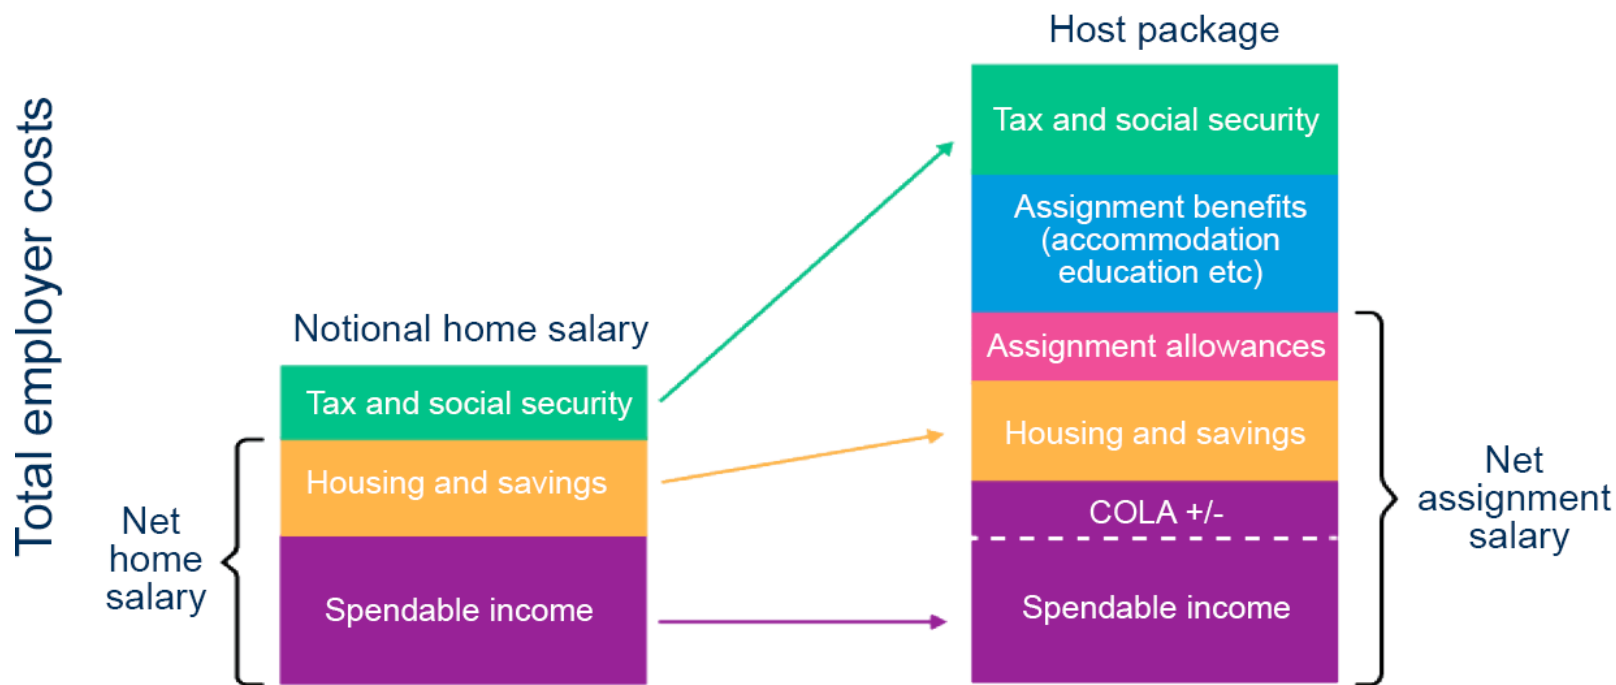 Total employer costs
Notional home salary
Tax and social security
Housing and savings
Spendable income
Net
home
salary
Host package
Tax and social security
Assignment benefits
(accommodation
education etc)
Assignment allowances
Housing and savings
COLA +/-
Spendable income
Net
assignment
salary